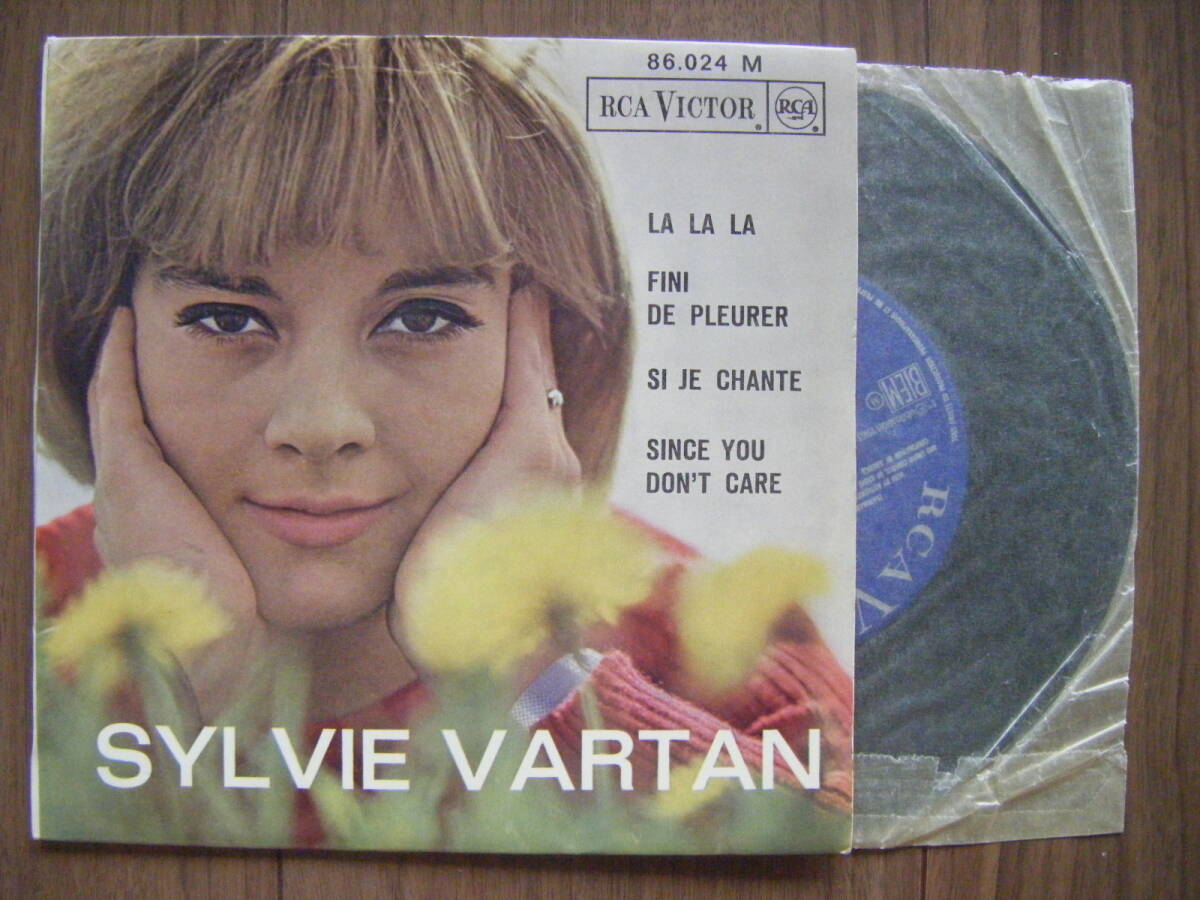 86.024 M
RCA VICTOR
RCA
LA LA LA
FINI
DE PLEURER
SI JE CHANTE
SINCE YOU
DON'T CARE
SYLVIE VARTAN
BIEM
RCA V